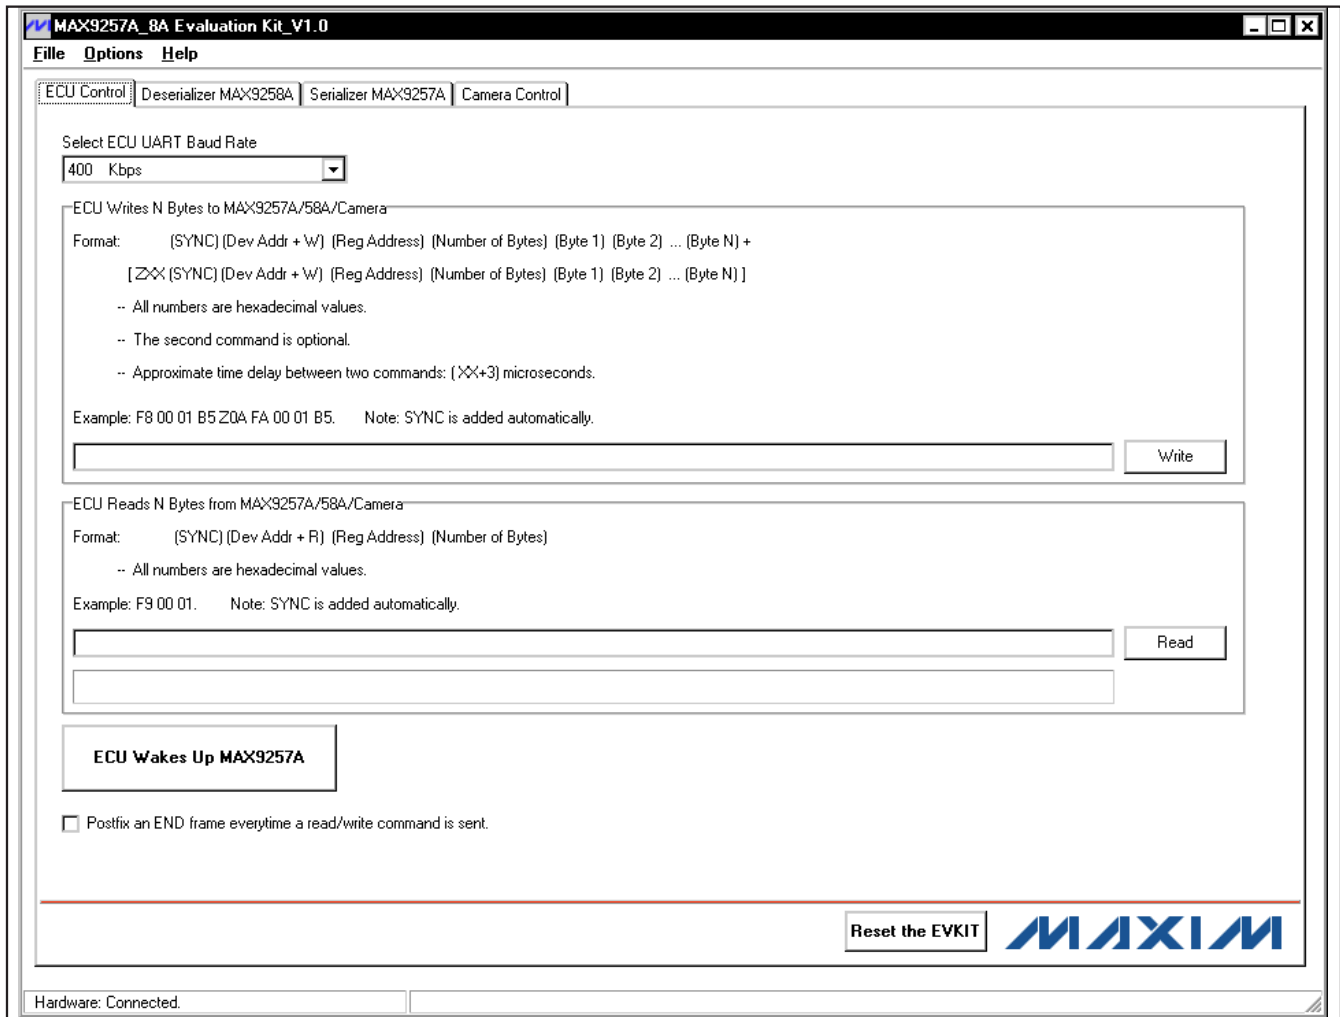 MAX9257A_8A Evaluation Kit_V1.0
Fille Options Help
ECU Control Deserializer MAX9258A Serializer MAX9257A Camera Control
Select ECU UART Baud Rate
400 Kbps
ECU Writes N Bytes to MAX9257A/58A/Camera
Format: (SYNC) (Dev Addr + W) (Reg Address) (Number of Bytes) (Byte 1) (Byte 2) ... (Byte N) +
[ ZXX (SYNC) (Dev Addr + W) (Reg Address) (Number of Bytes) (Byte 1) (Byte 2) ... (Byte N) ]
-- All numbers are hexadecimal values.
-- The second command is optional.
-- Approximate time delay between two commands: ( XX+3) microseconds.
Example: F8 00 01 B5 Z0A FA 00 01 B5. Note: SYNC is added automatically.
Write
ECU Reads N Bytes from MAX9257A/58A/Camera
Format: (SYNC) (Dev Addr + R) (Reg Address) (Number of Bytes)
-- All numbers are hexadecimal values.
Example: F9 00 01. Note: SYNC is added automatically.
Read
ECU Wakes Up MAX9257A
Postfix an END frame everytime a read/write command is sent.
Reset the EVKIT MAXIM
Hardware: Connected.